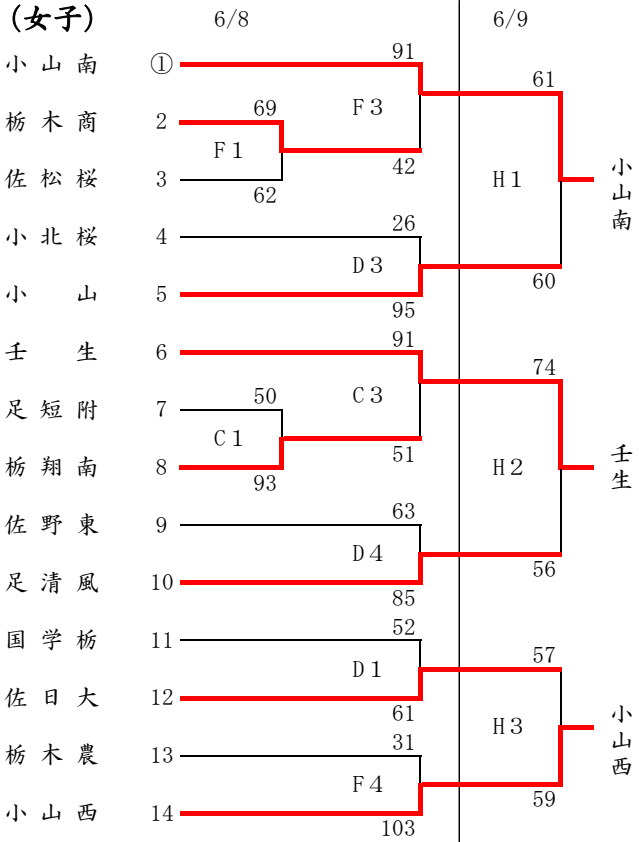 (女子) 6/8 6/9
小山南 ① 91
61
栃木商 2 69 F3
F1 42
佐松桜 3 62 H1 小山南
小北桜 4 26
D3 60
小山 5 95
壬生 6 91
74
足短附 7 50 C3
C1 51
栃翔南 8 93 H2 壬生
佐野東 9 63
D4 56
足清風 10 85
国学栃 11 52
57
D1
佐日大 12 61
H3 小山西
栃木農 13 31
F4 59
小山西 14 103